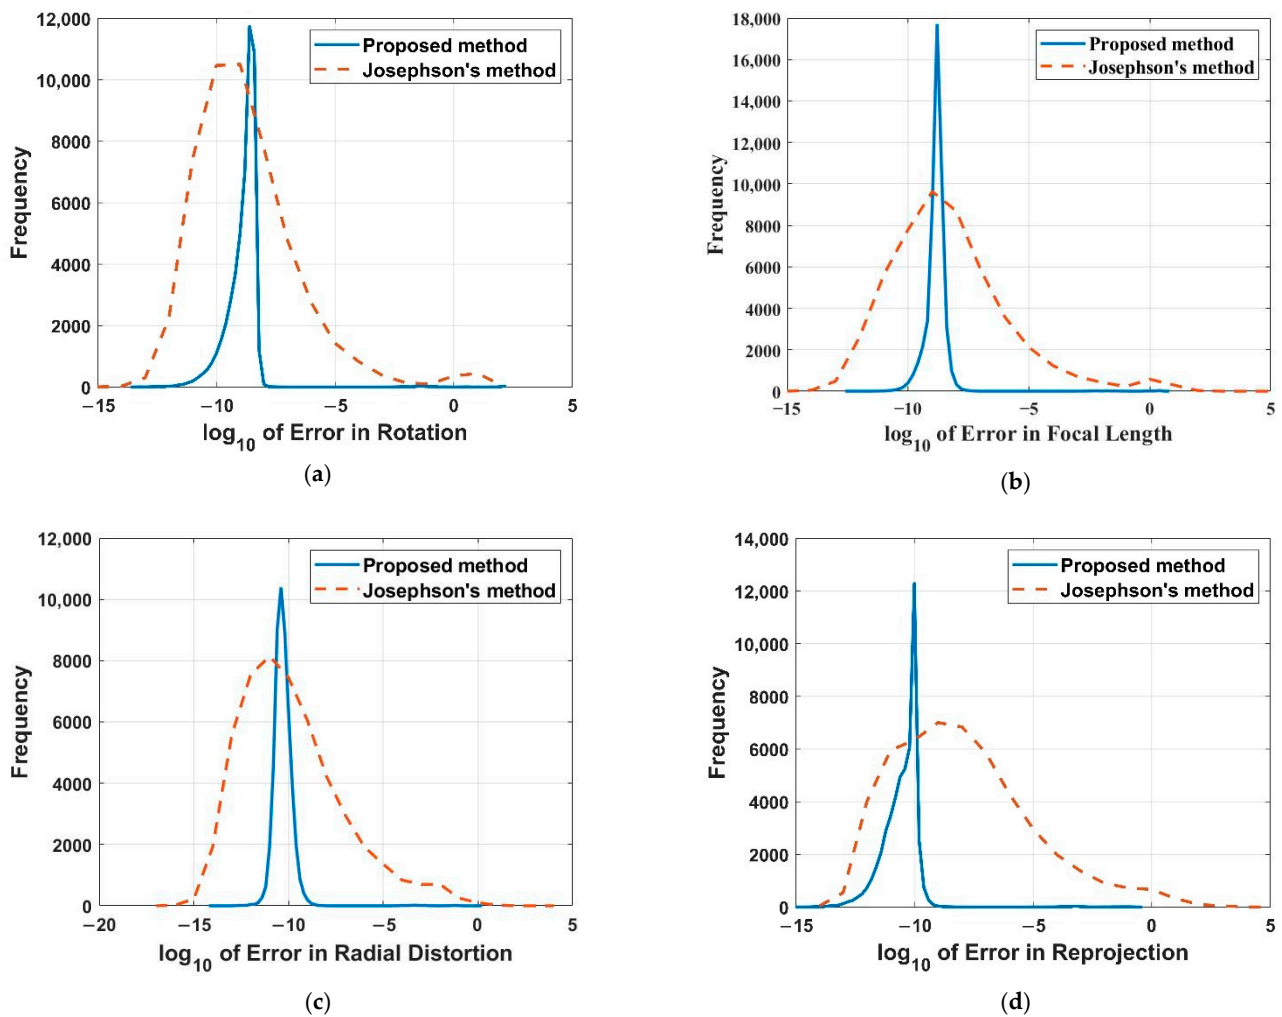 12,000
10,000
8000
6000
4000
2000
0
−15
−10
−5
0
5
Frequency
log10 of Error in Rotation
Proposed method
Josephson's method
(a)
18,000
16,000
14,000
12,000
10,000
8000
6000
4000
2000
0
−15
−10
−5
0
5
Frequency
log10 of Error in Focal Length
Proposed method
Josephson's method
(b)
12,000
10,000
8000
6000
4000
2000
0
−20
−15
−10
−5
0
5
Frequency
log10 of Error in Radial Distortion
Proposed method
Josephson's method
(c)
14,000
12,000
10,000
8000
6000
4000
2000
0
−15
−10
−5
0
5
Frequency
log10 of Error in Reprojection
Proposed method
Josephson's method
(d)